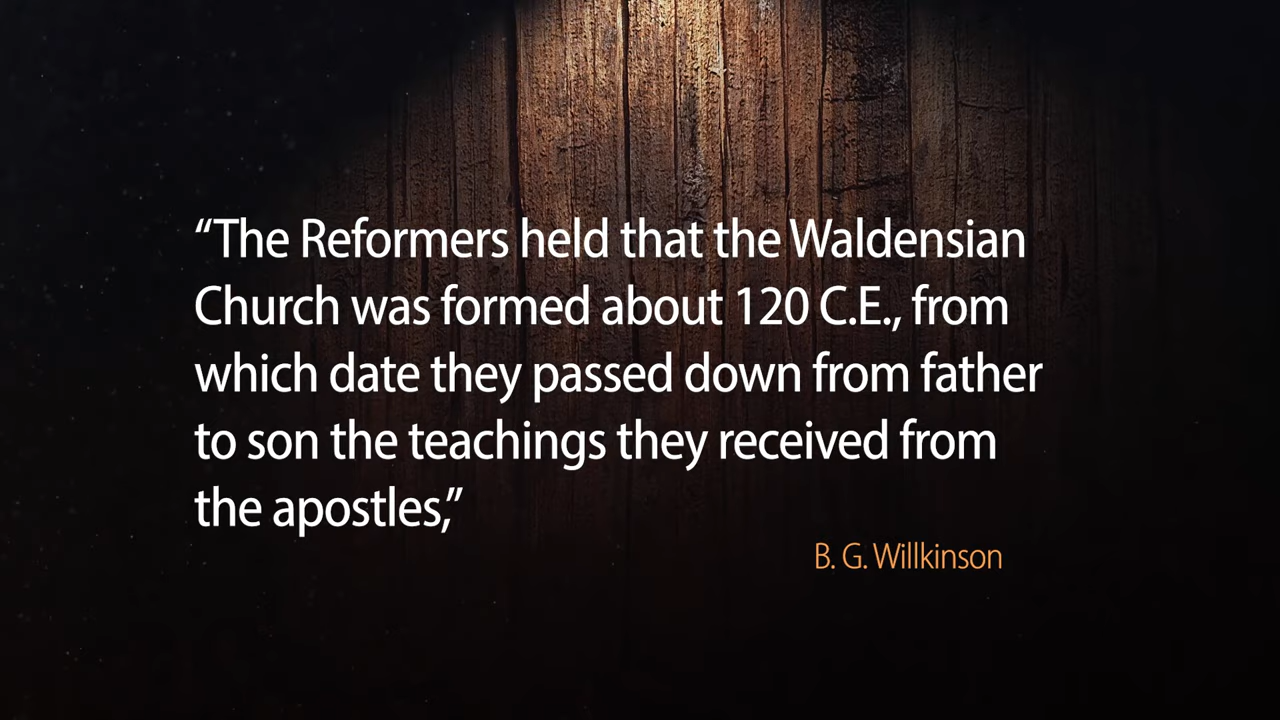 “The Reformers held that the Waldensian
Church was formed about 120 C.E., from
which date they passed down from father
to son the teachings they received from
the apostles,”
B. G. Willkinson